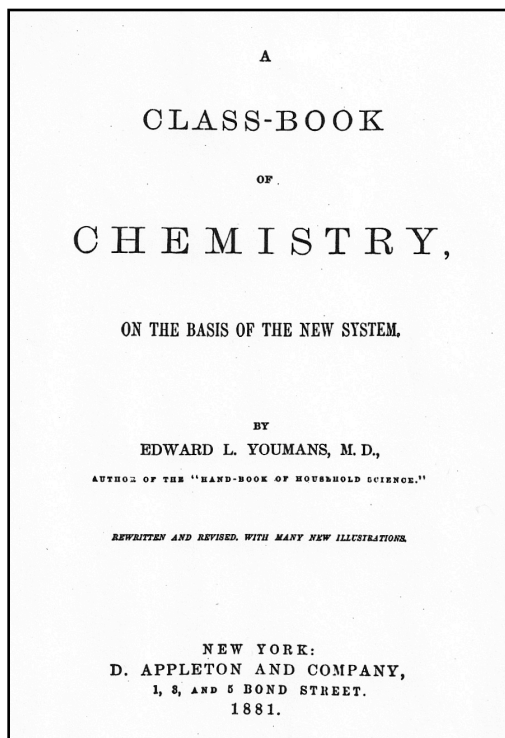 A
CLASS-BOOK
OF
CHEMISTRY,
ON THE BASIS OF THE NEW SYSTEM.
BY
EDWARD L. YOUMANS, M. D.,
AUTHOR OF THE "HAND-BOOK OF HOUSEHOLD SCIENCE."
REWRITTEN AND REVISED, WITH MANY NEW ILLUSTRATIONS.
NEW YORK:
D. APPLETON AND COMPANY,
1, 3, AND 5 BOND STREET.
1881.